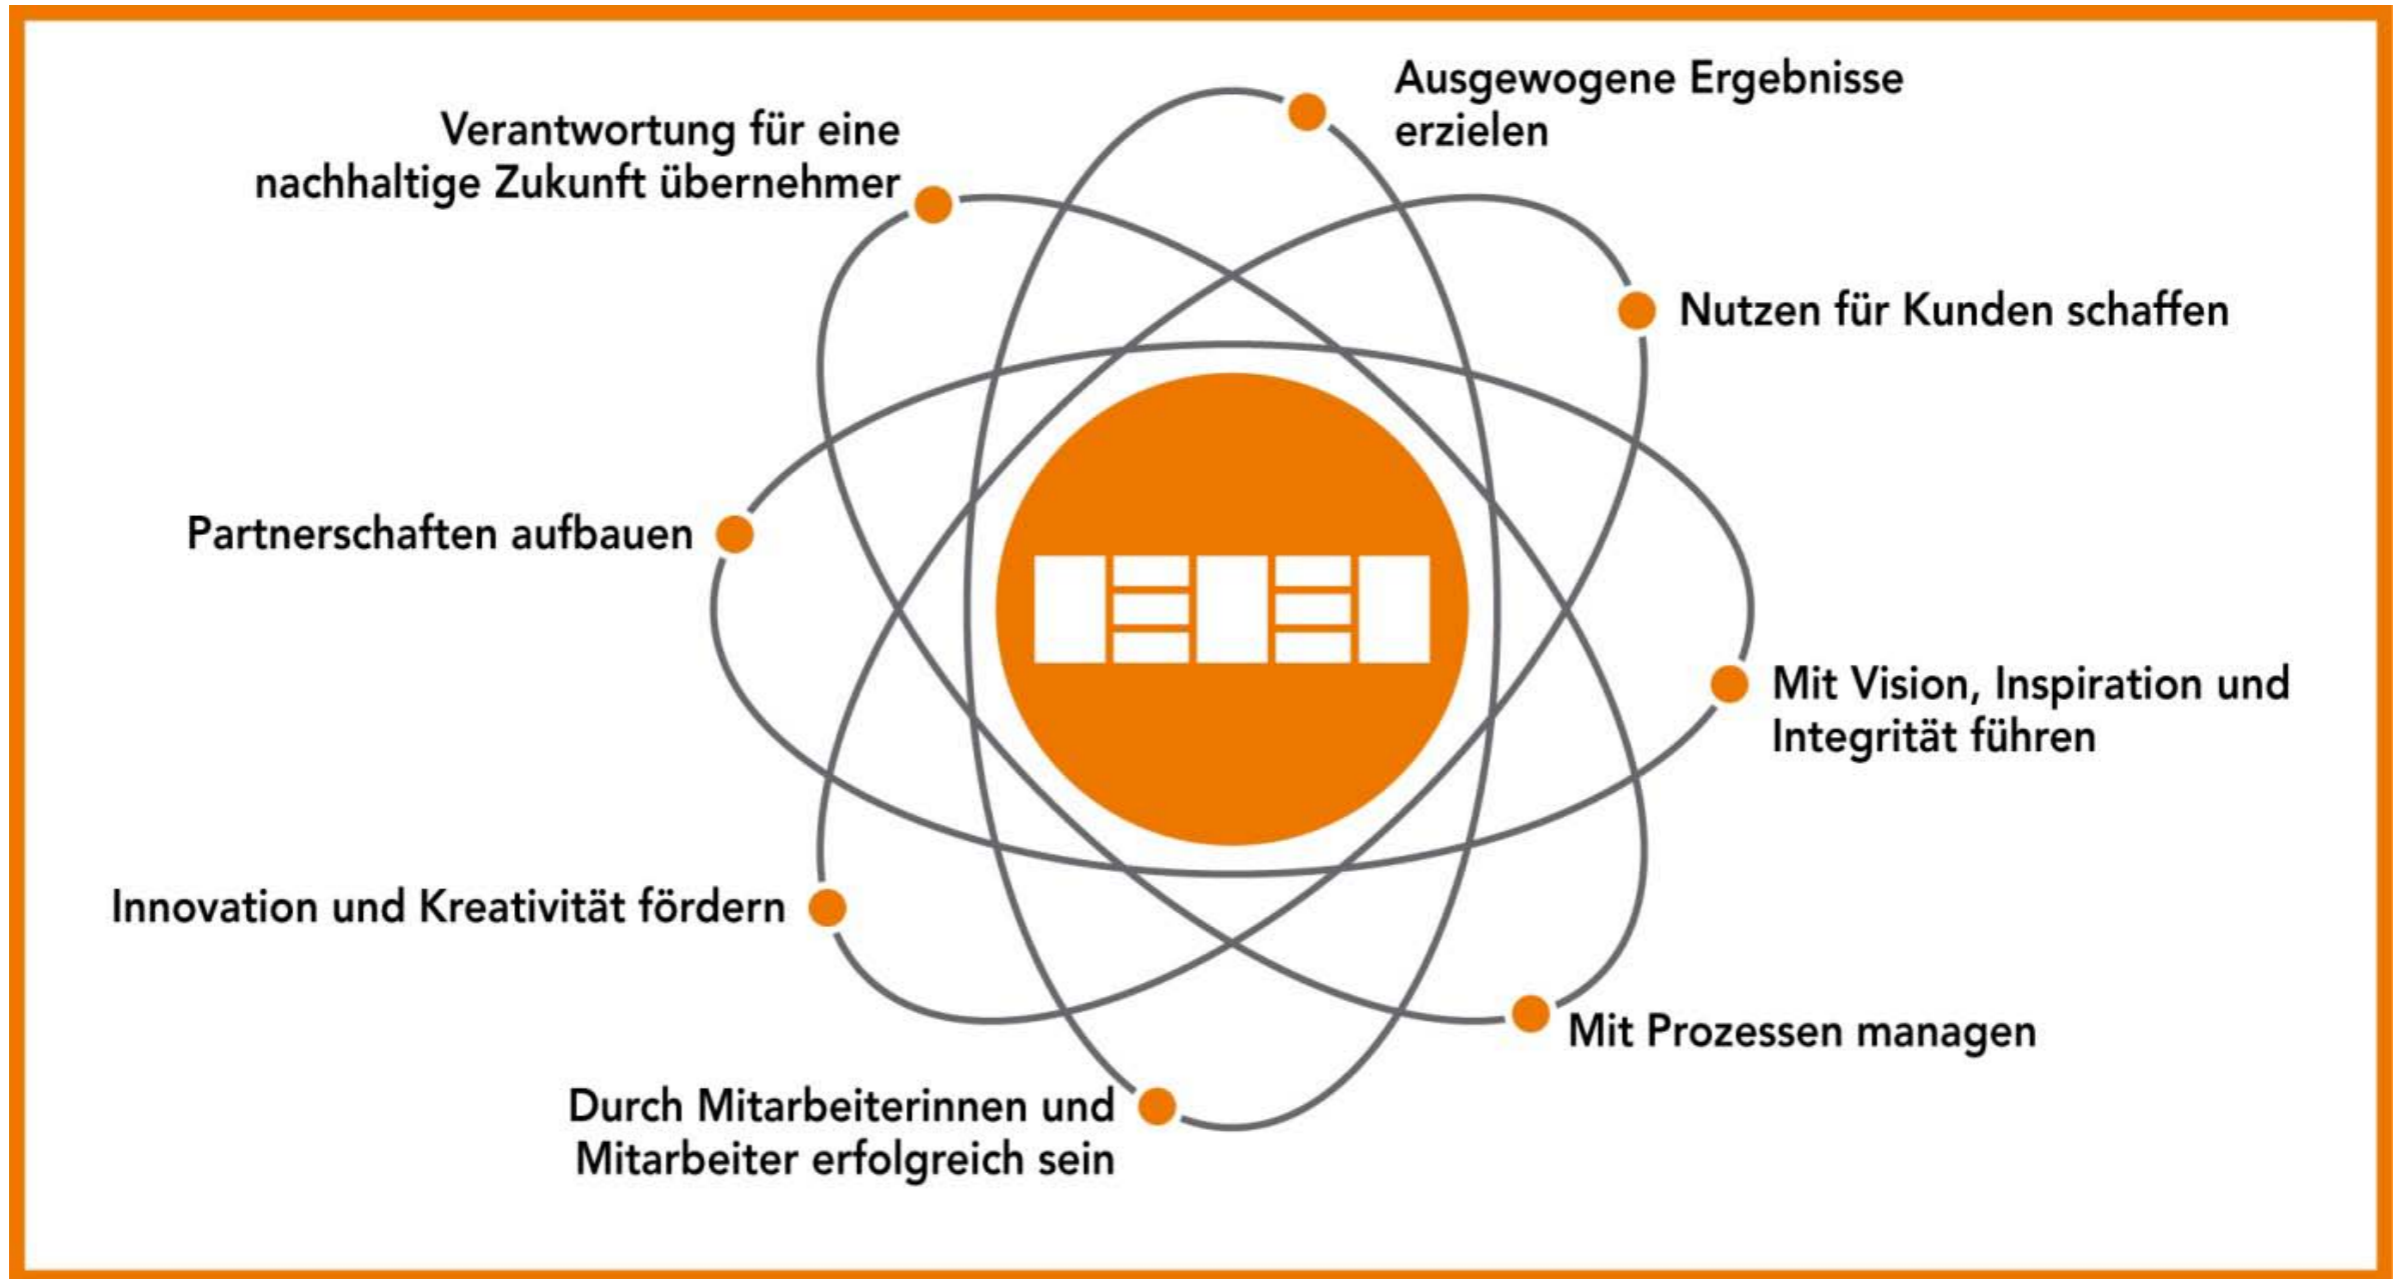 Ausgewogene Ergebnisse
erzielen
Verantwortung für eine
nachhaltige Zukunft übernehmer
Nutzen für Kunden schaffen
Partnerschaften aufbauen
Mit Vision, Inspiration und
Integrität führen
Innovation und Kreativität fördern
Mit Prozessen managen
Durch Mitarbeiterinnen und
Mitarbeiter erfolgreich sein